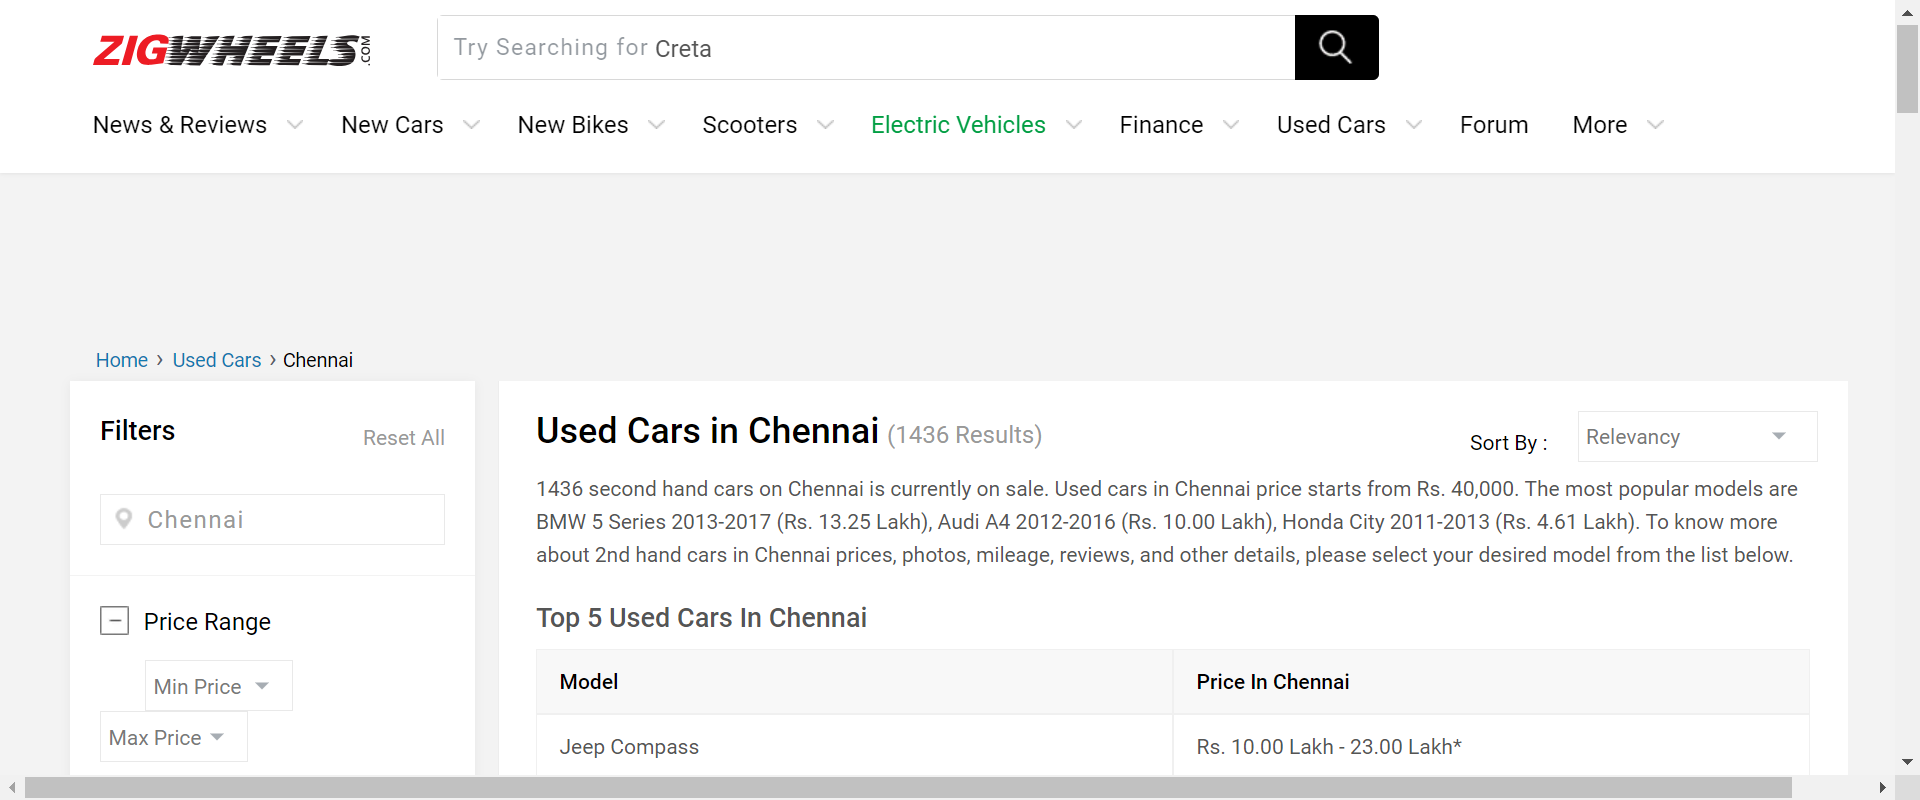 ZIGWHEELS.COM
Try Searching for Creta
News & Reviews New Cars New Bikes Scooters Electric Vehicles Finance Used Cars Forum More
Home › Used Cars › Chennai
Filters
Reset All
Chennai
Price Range
Min Price
Max Price
Used Cars in Chennai (1436 Results)
Sort By : Relevancy
1436 second hand cars on Chennai is currently on sale. Used cars in Chennai price starts from Rs. 40,000. The most popular models are
BMW 5 Series 2013-2017 (Rs. 13.25 Lakh), Audi A4 2012-2016 (Rs. 10.00 Lakh), Honda City 2011-2013 (Rs. 4.61 Lakh). To know more
about 2nd hand cars in Chennai prices, photos, mileage, reviews, and other details, please select your desired model from the list below.
Top 5 Used Cars In Chennai
Model Price In Chennai
Jeep Compass Rs. 10.00 Lakh - 23.00 Lakh*